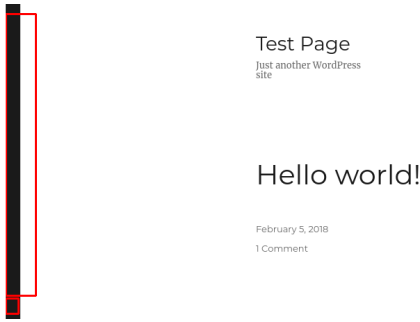 Test Page
Just another WordPress
site
Hello world!
February 5, 2018
1 Comment